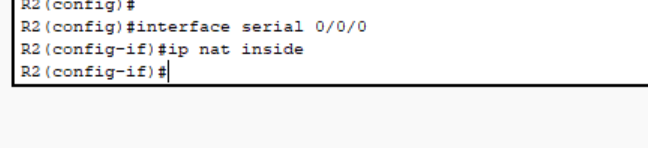 R2(config)#
R2(config)#interface serial 0/0/0
R2(config-if)#ip nat inside
R2(config-if)#